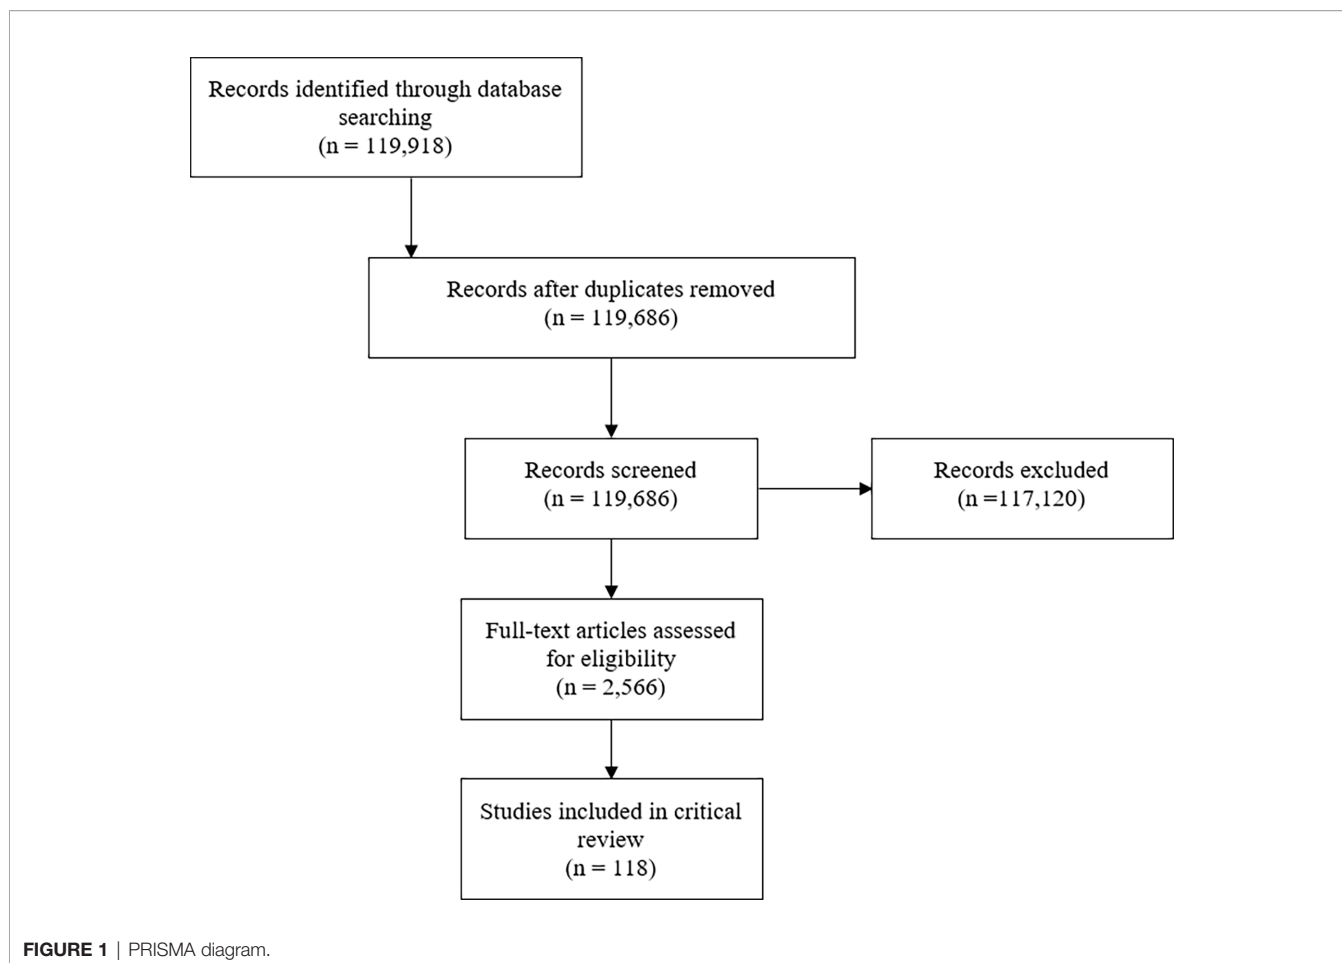 Records identified through database
searching
(n = 119,918)
Records after duplicates removed
(n = 119,686)
Records screened
(n = 119,686)
Records excluded
(n =117,120)
Full-text articles assessed
for eligibility
(n = 2,566)
Studies included in critical
review
(n = 118)
FIGURE 1 | PRISMA diagram.